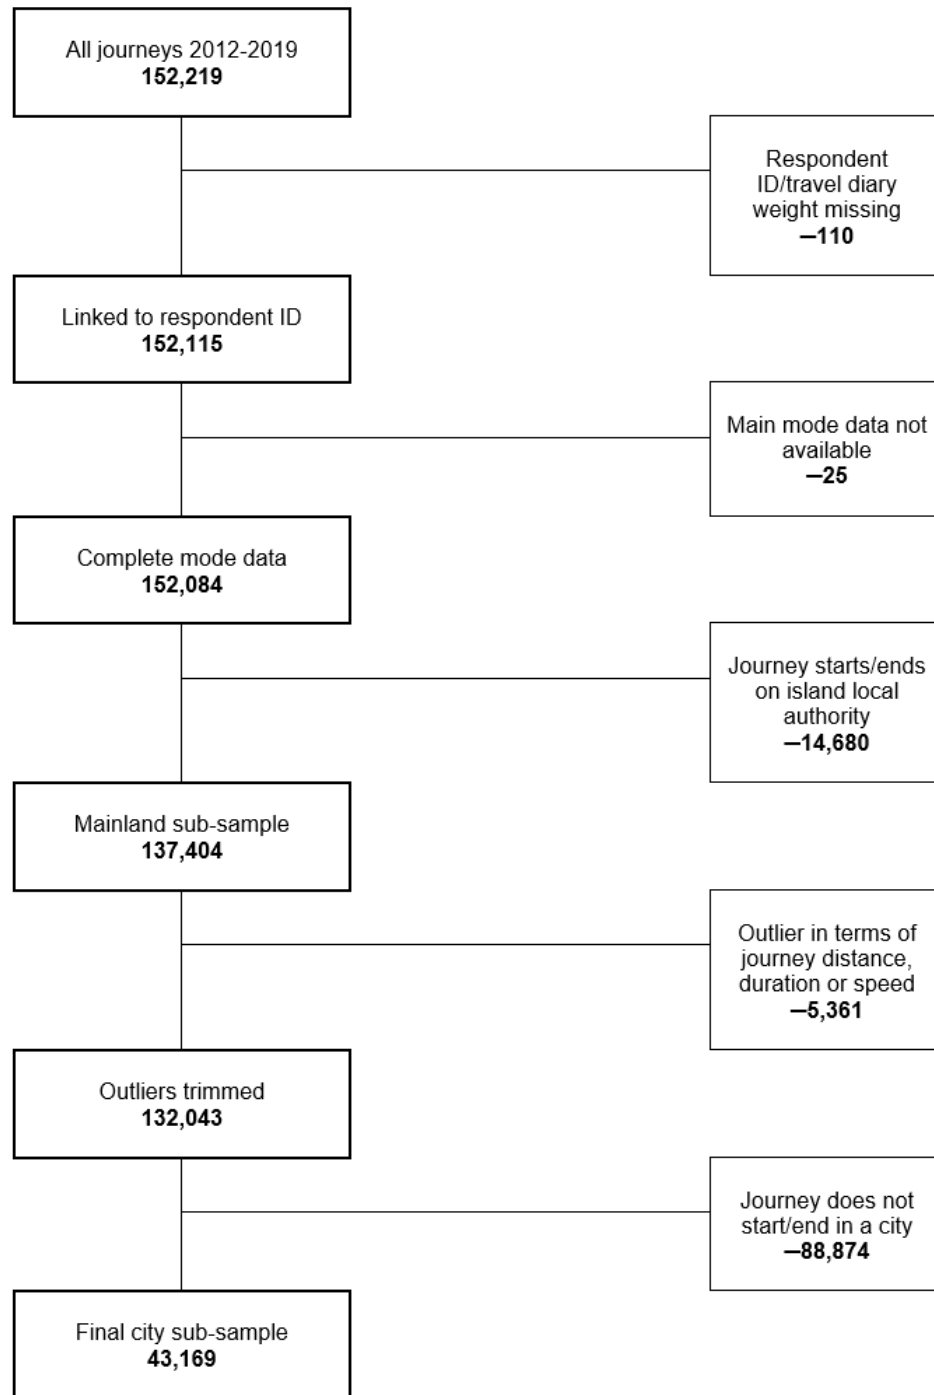 All journeys 2012-2019
152,219
Respondent
ID/travel diary
weight missing
–110
Linked to respondent ID
152,115
Main mode data not
available
–25
Complete mode data
152,084
Journey starts/ends
on island local
authority
–14,680
Mainland sub-sample
137,404
Outlier in terms of
journey distance,
duration or speed
–5,361
Outliers trimmed
132,043
Journey does not
start/end in a city
–88,874
Final city sub-sample
43,169